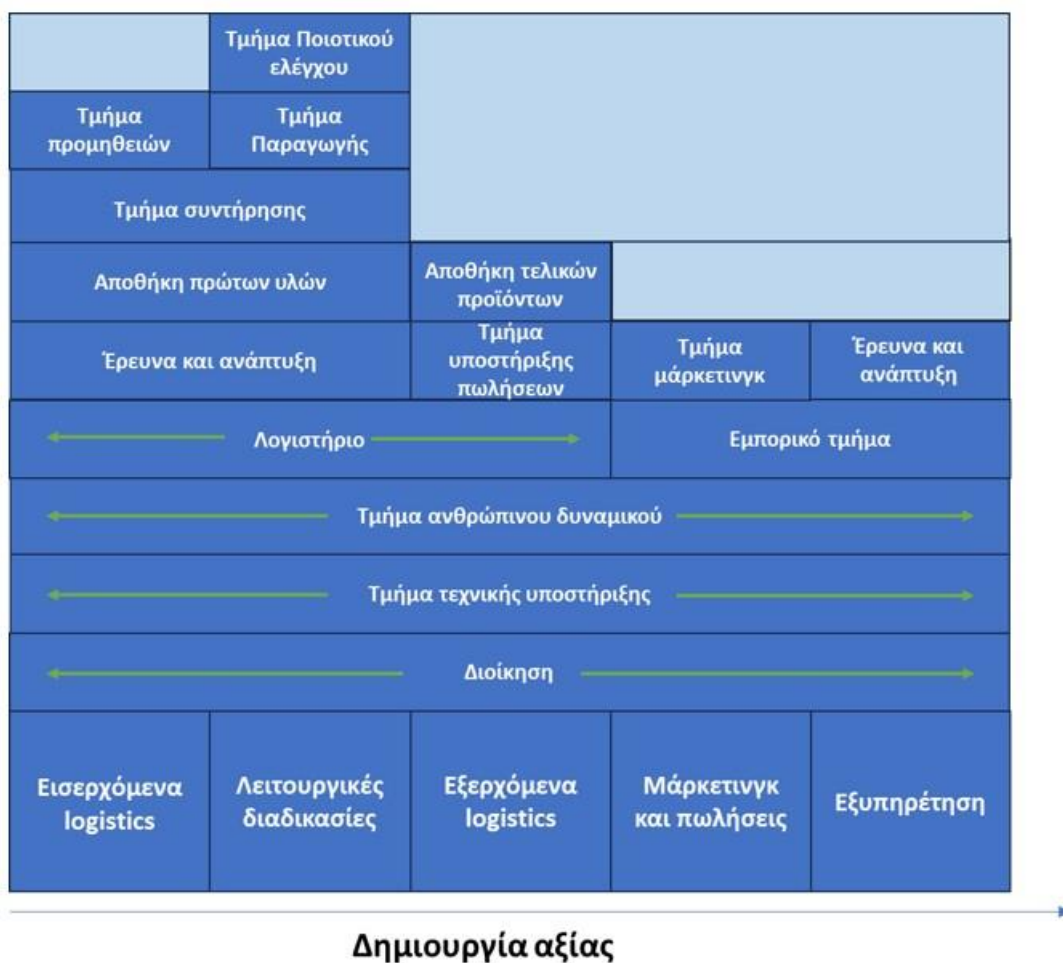 Τμήμα Ποιοτικού
ελέγχου
Τμήμα
προμηθειών
Τμήμα
Παραγωγής
Τμήμα συντήρησης
Αποθήκη πρώτων υλών
Αποθήκη τελικών
προϊόντων
Έρευνα και ανάπτυξη
Τμήμα
υποστήριξης
πωλήσεων
Τμήμα
μάρκετινγκ
Έρευνα και
ανάπτυξη
Λογιστήριο
Εμπορικό τμήμα
Τμήμα ανθρώπινου δυναμικού
Τμήμα τεχνικής υποστήριξης
Διοίκηση
Εισερχόμενα
logistics
Λειτουργικές
διαδικασίες
Εξερχόμενα
logistics
Μάρκετινγκ
και πωλήσεις
Εξυπηρέτηση
Δημιουργία αξίας